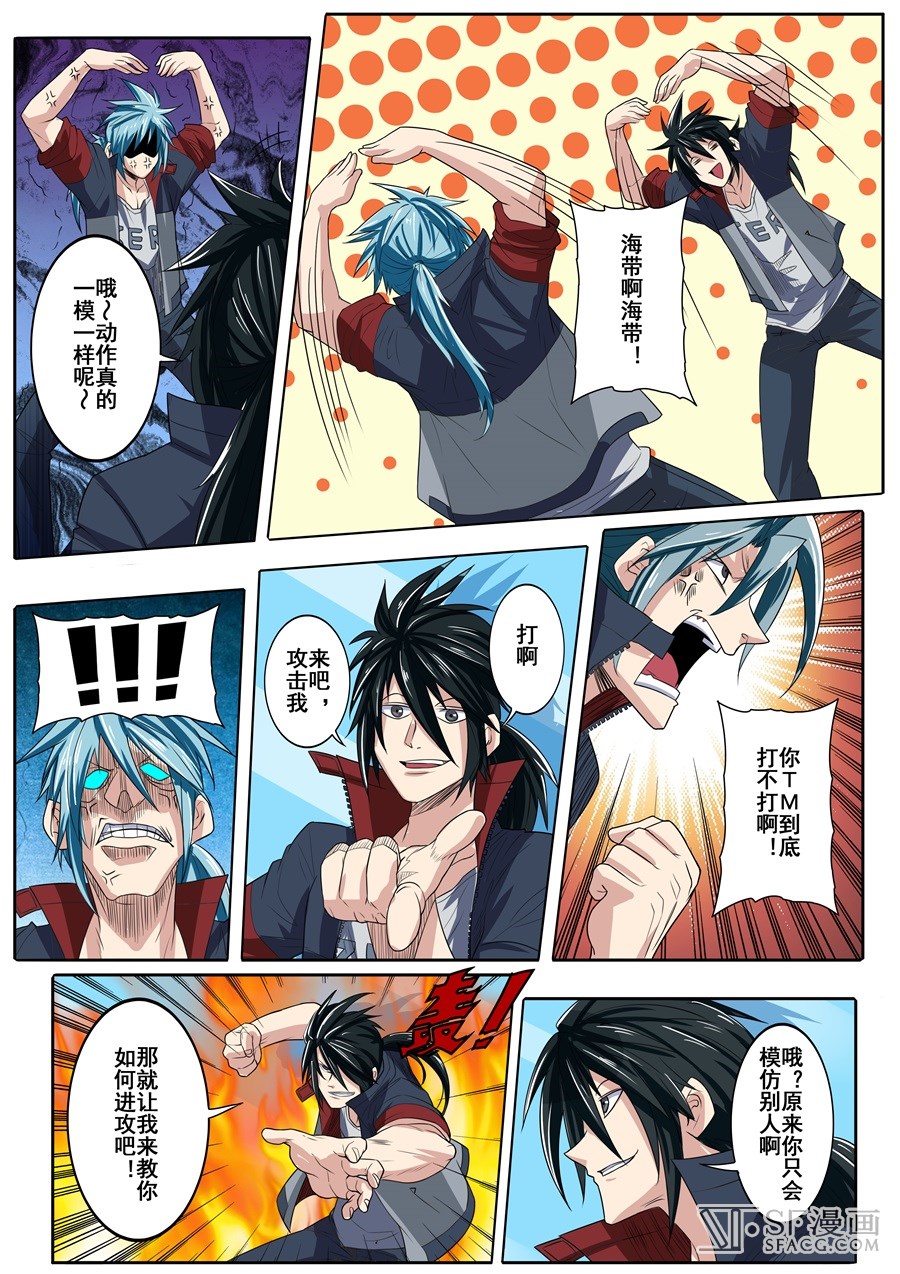 海带啊海带！
哦～动作真的
一模一样呢～
你TM到底
打不打啊！
打啊
来吧，
攻击我
!!!
哦？原来你只会
模仿别人啊
轰！
那就让我来教你
如何进攻吧！
TER
TER
SF漫画
SFACG.COM